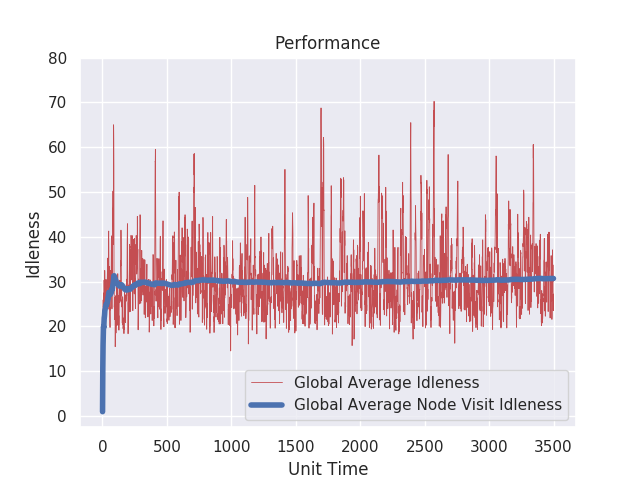 Performance
80
70
60
50
40
30
20
10
0
Idleness
Global Average Idleness
Global Average Node Visit Idleness
0 500 1000 1500 2000 2500 3000 3500
Unit Time